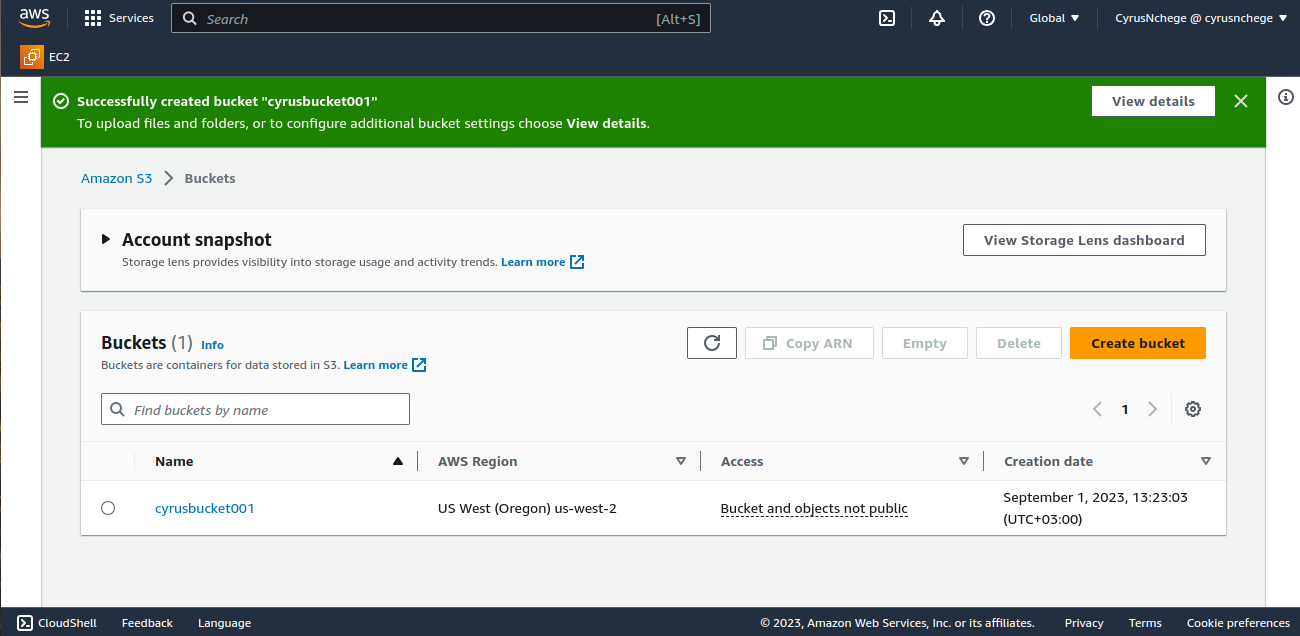 aws Services Search [Alt+S] Global CyrusNchege @ cyrusnchege
EC2
Successfully created bucket "cyrusbucket001"
To upload files and folders, or to configure additional bucket settings choose View details.
View details
Amazon S3 Buckets
Account snapshot
Storage lens provides visibility into storage usage and activity trends. Learn more
View Storage Lens dashboard
Buckets (1) Info
Buckets are containers for data stored in S3. Learn more
Copy ARN Empty Delete Create bucket
Find buckets by name
1
Name AWS Region Access Creation date
cyrusbucket001 US West (Oregon) us-west-2 Bucket and objects not public September 1, 2023, 13:23:03
(UTC+03:00)
CloudShell Feedback Language © 2023, Amazon Web Services, Inc. or its affiliates. Privacy Terms Cookie preferences